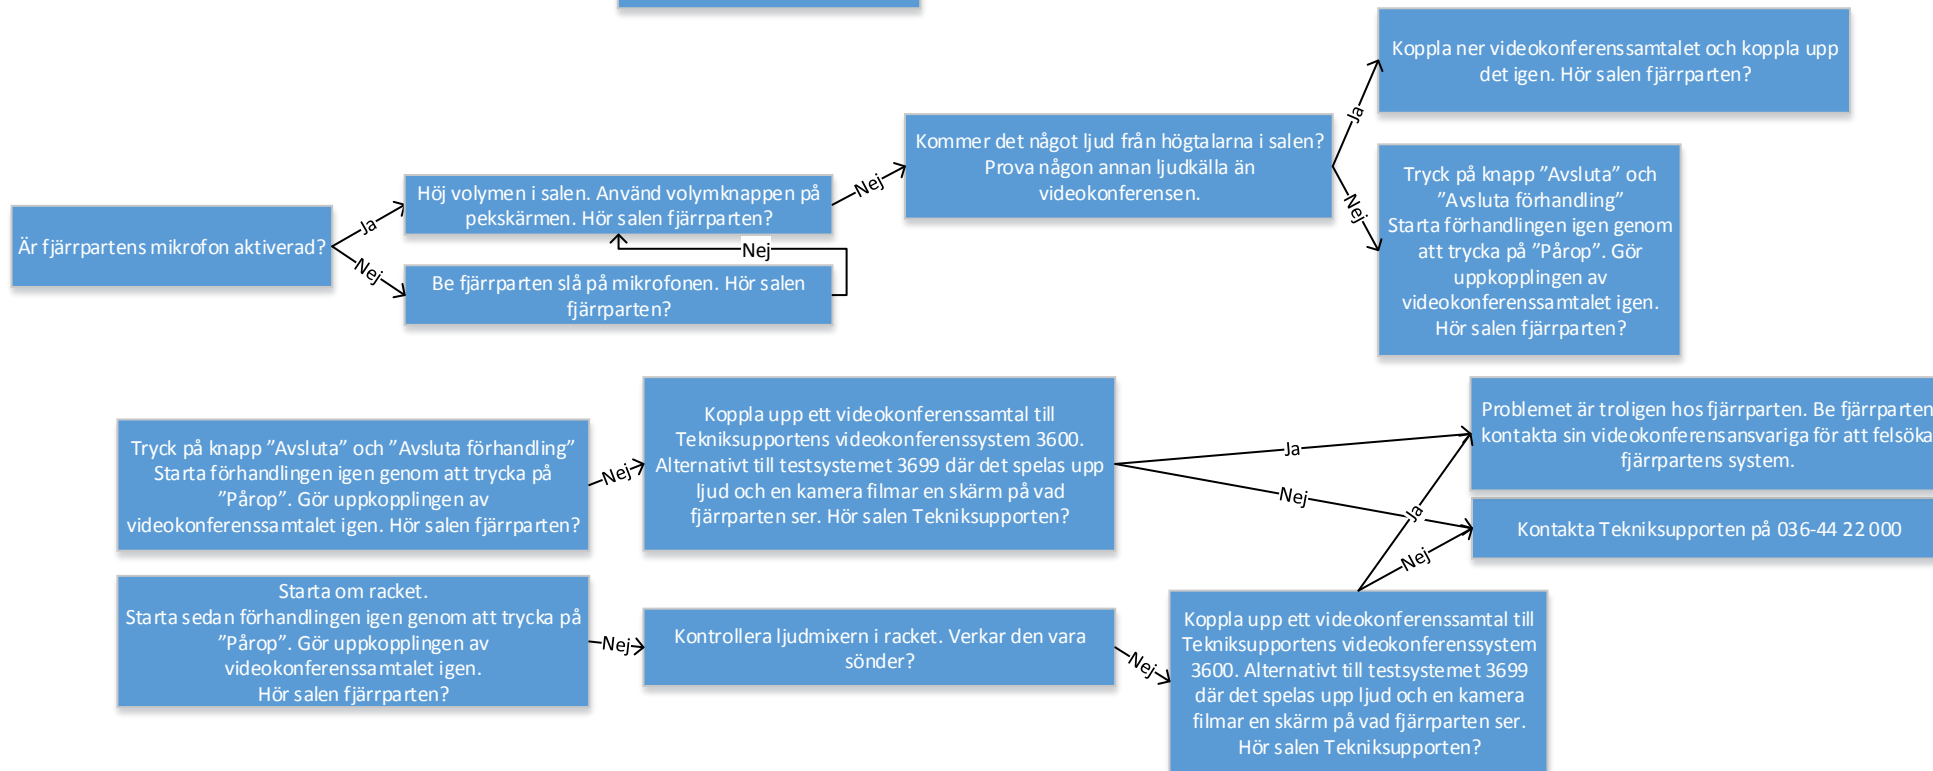 Koppla ner videokonferenssamtalet och koppla upp
det igen. Hör salen fjärrparten?
Ja
Kommer det något ljud från högtalarna i salen?
Prova någon annan ljudkälla än
videokonferensen.
Nej
Tryck på knapp ”Avsluta” och
”Avsluta förhandling”
Starta förhandlingen igen genom
att trycka på ”Pårop”. Gör
uppkopplingen av
videokonferenssamtalet igen.
Hör salen fjärrparten?
Nej
Höj volymen i salen. Använd volymknappen på
pekskärmen. Hör salen fjärrparten?
Ja
Är fjärrpartens mikrofon aktiverad?
Nej
Nej
Be fjärrparten slå på mikrofonen. Hör salen
fjärrparten?
Tryck på knapp ”Avsluta” och ”Avsluta förhandling”
Starta förhandlingen igen genom att trycka på
”Pårop”. Gör uppkopplingen av
videokonferenssamtalet igen. Hör salen fjärrparten?
Nej
Koppla upp ett videokonferenssamtal till
Tekniksupportens videokonferenssystem 3600.
Alternativt till testsystemet 3699 där det spelas upp
ljud och en kamera filmar en skärm på vad
fjärrparten ser. Hör salen Tekniksupporten?
Ja
Nej
Problemet är troligen hos fjärrparten. Be fjärrparten
kontakta sin videokonferensansvariga för att felsöka
fjärrpartens system.
Kontakta Tekniksupporten på 036-44 22 000
Ja
Nej
Starta om racket.
Starta sedan förhandlingen igen genom att trycka på
”Pårop”. Gör uppkopplingen av
videokonferenssamtalet igen.
Hör salen fjärrparten?
Nej
Kontrollera ljudmixern i racket. Verkar den vara
sönder?
Nej
Koppla upp ett videokonferenssamtal till
Tekniksupportens videokonferenssystem
3600. Alternativt till testsystemet 3699
där det spelas upp ljud och en kamera
filmar en skärm på vad fjärrparten ser.
Hör salen Tekniksupporten?